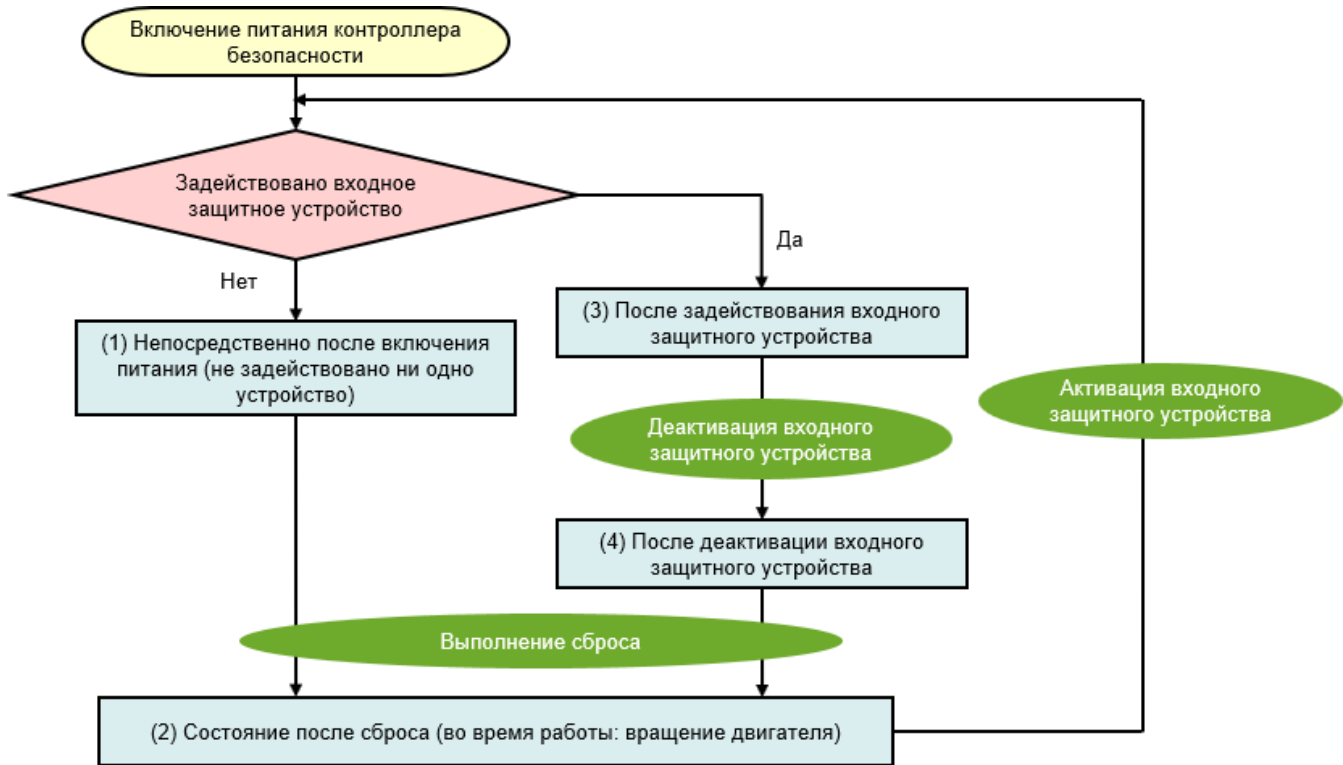 Включение питания контроллера
безопасности
Задействовано входное
защитное устройство
Да
Нет
(3) После задействования входного
защитного устройства
(1) Непосредственно после включения
питания (не задействовано ни одно
устройство)
Активация входного
защитного устройства
Деактивация входного
защитного устройства
(4) После деактивации входного
защитного устройства
Выполнение сброса
(2) Состояние после сброса (во время работы: вращение двигателя)